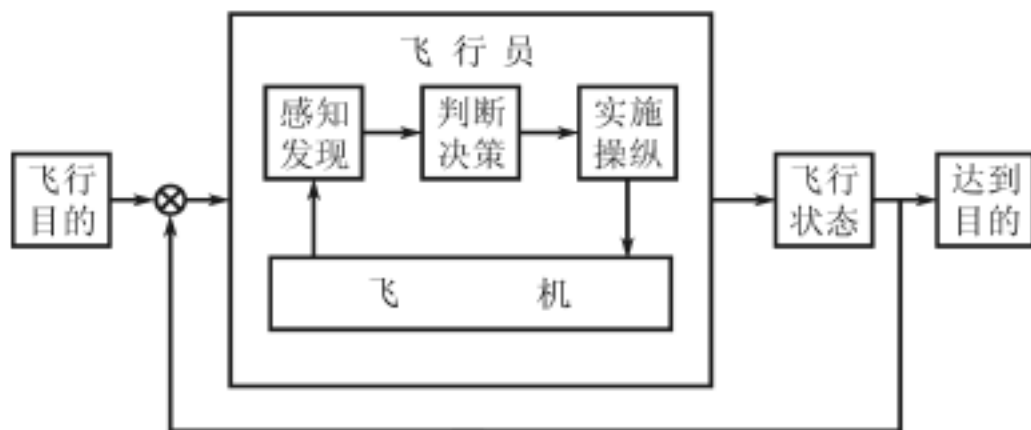 飞行员
感知
发现
判断
决策
实施
操纵
飞行
目的
飞行
状态
达到
目的
飞机